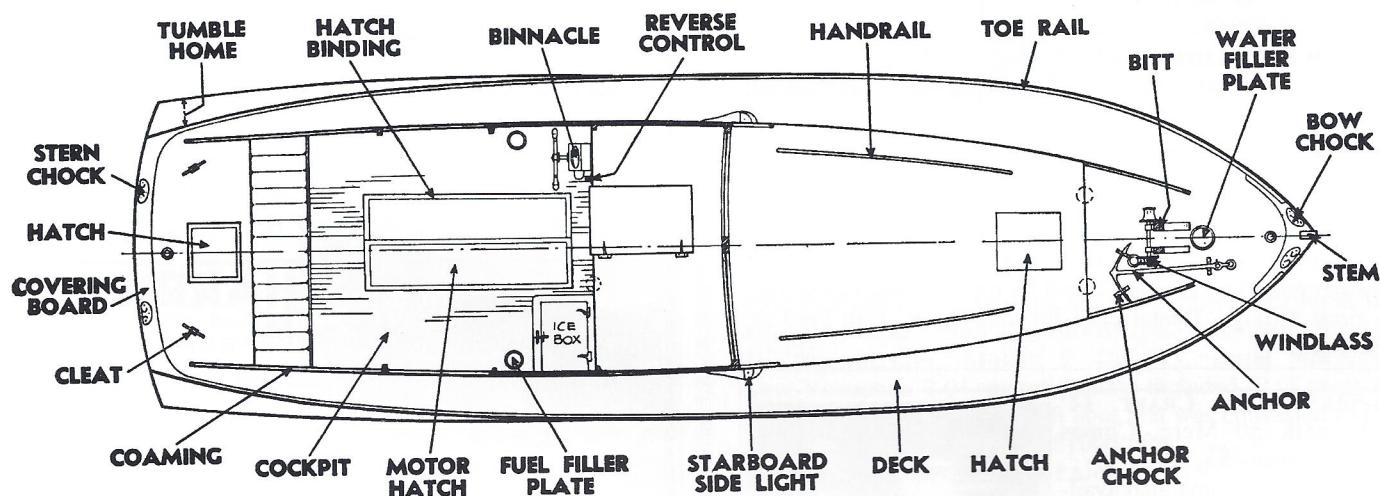 TUMBLE
HOME
HATCH
BINDING
BINNACLE
REVERSE
CONTROL
HANDRAIL
TOE RAIL
BITT
WATER
FILLER
PLATE
BOW
CHOCK
STERN
CHOCK
HATCH
COVERING
BOARD
CLEAT
ICE
BOX
STEM
WINDLASS
ANCHOR
COAMING
COCKPIT
MOTOR
HATCH
FUEL FILLER
PLATE
STARBOARD
SIDE LIGHT
DECK
HATCH
ANCHOR
CHOCK